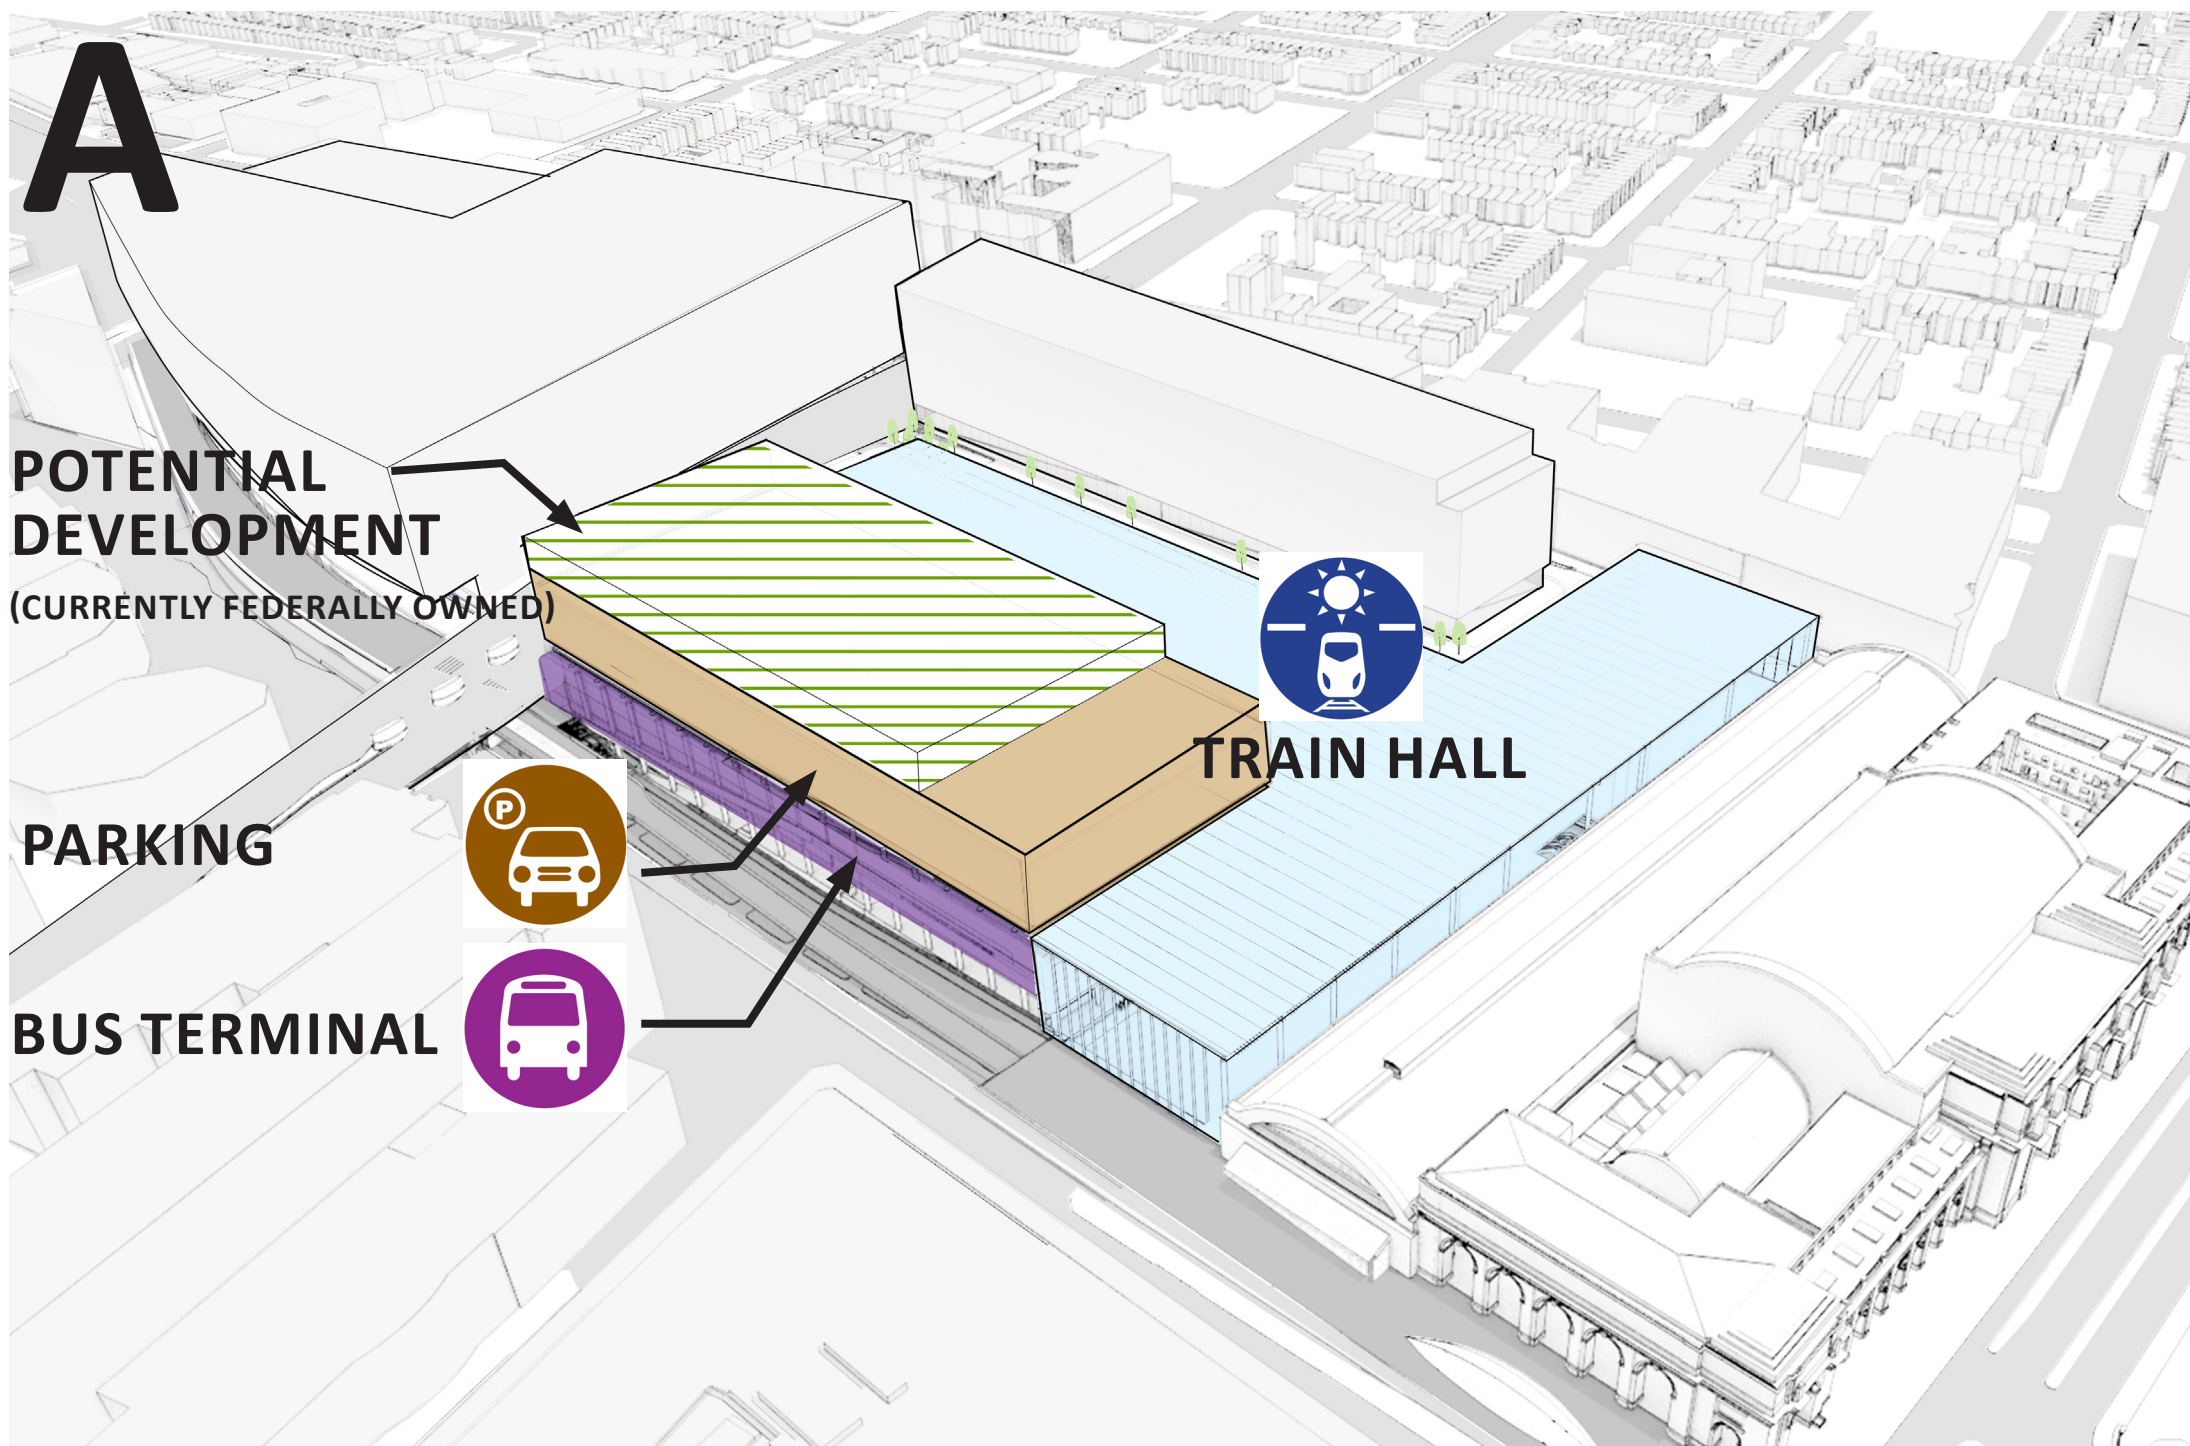 A
POTENTIAL
DEVELOPMENT
(CURRENTLY FEDERALLY OWNED)
TRAIN HALL
P
PARKING
BUS TERMINAL